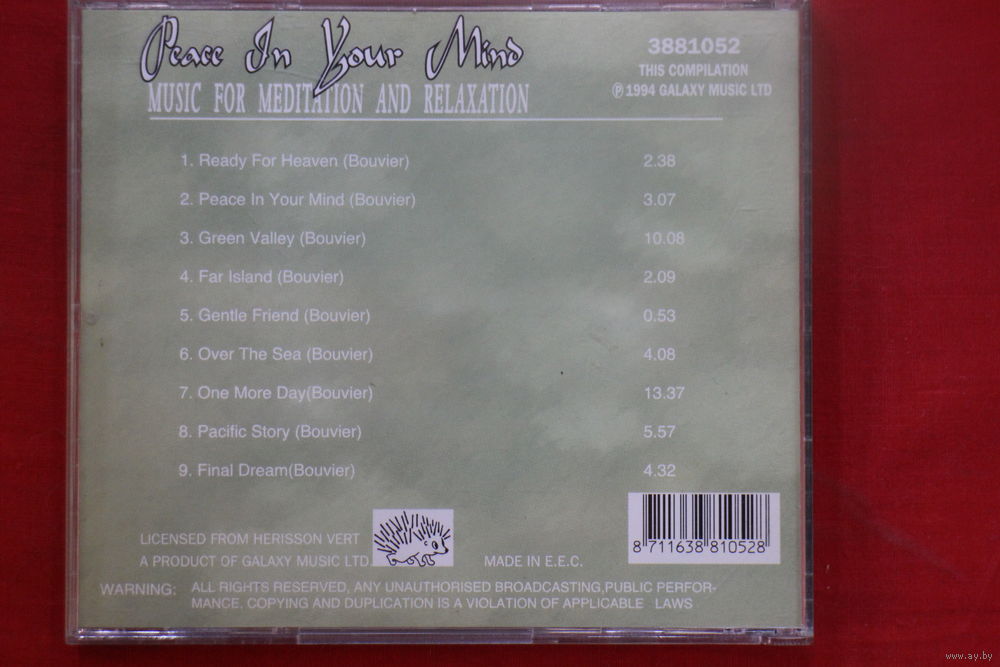 Peace In Your Mind
MUSIC FOR MEDITATION AND RELAXATION
3881052
THIS COMPILATION
℗ 1994 GALAXY MUSIC LTD
1. Ready For Heaven (Bouvier) 2.38
2. Peace In Your Mind (Bouvier) 3.07
3. Green Valley (Bouvier) 10.08
4. Far Island (Bouvier) 2.09
5. Gentle Friend (Bouvier) 0.53
6. Over The Sea (Bouvier) 4.08
7. One More Day(Bouvier) 13.37
8. Pacific Story (Bouvier) 5.57
9. Final Dream(Bouvier) 4.32
LICENSED FROM HERISSON VERT
A PRODUCT OF GALAXY MUSIC LTD
MADE IN E.E.C.
8 711638 810528
WARNING: ALL RIGHTS RESERVED, ANY UNAUTHORISED BROADCASTING,PUBLIC PERFOR-
MANCE, COPYING AND DUPLICATION IS A VIOLATION OF APPLICABLE LAWS
www.ay.by